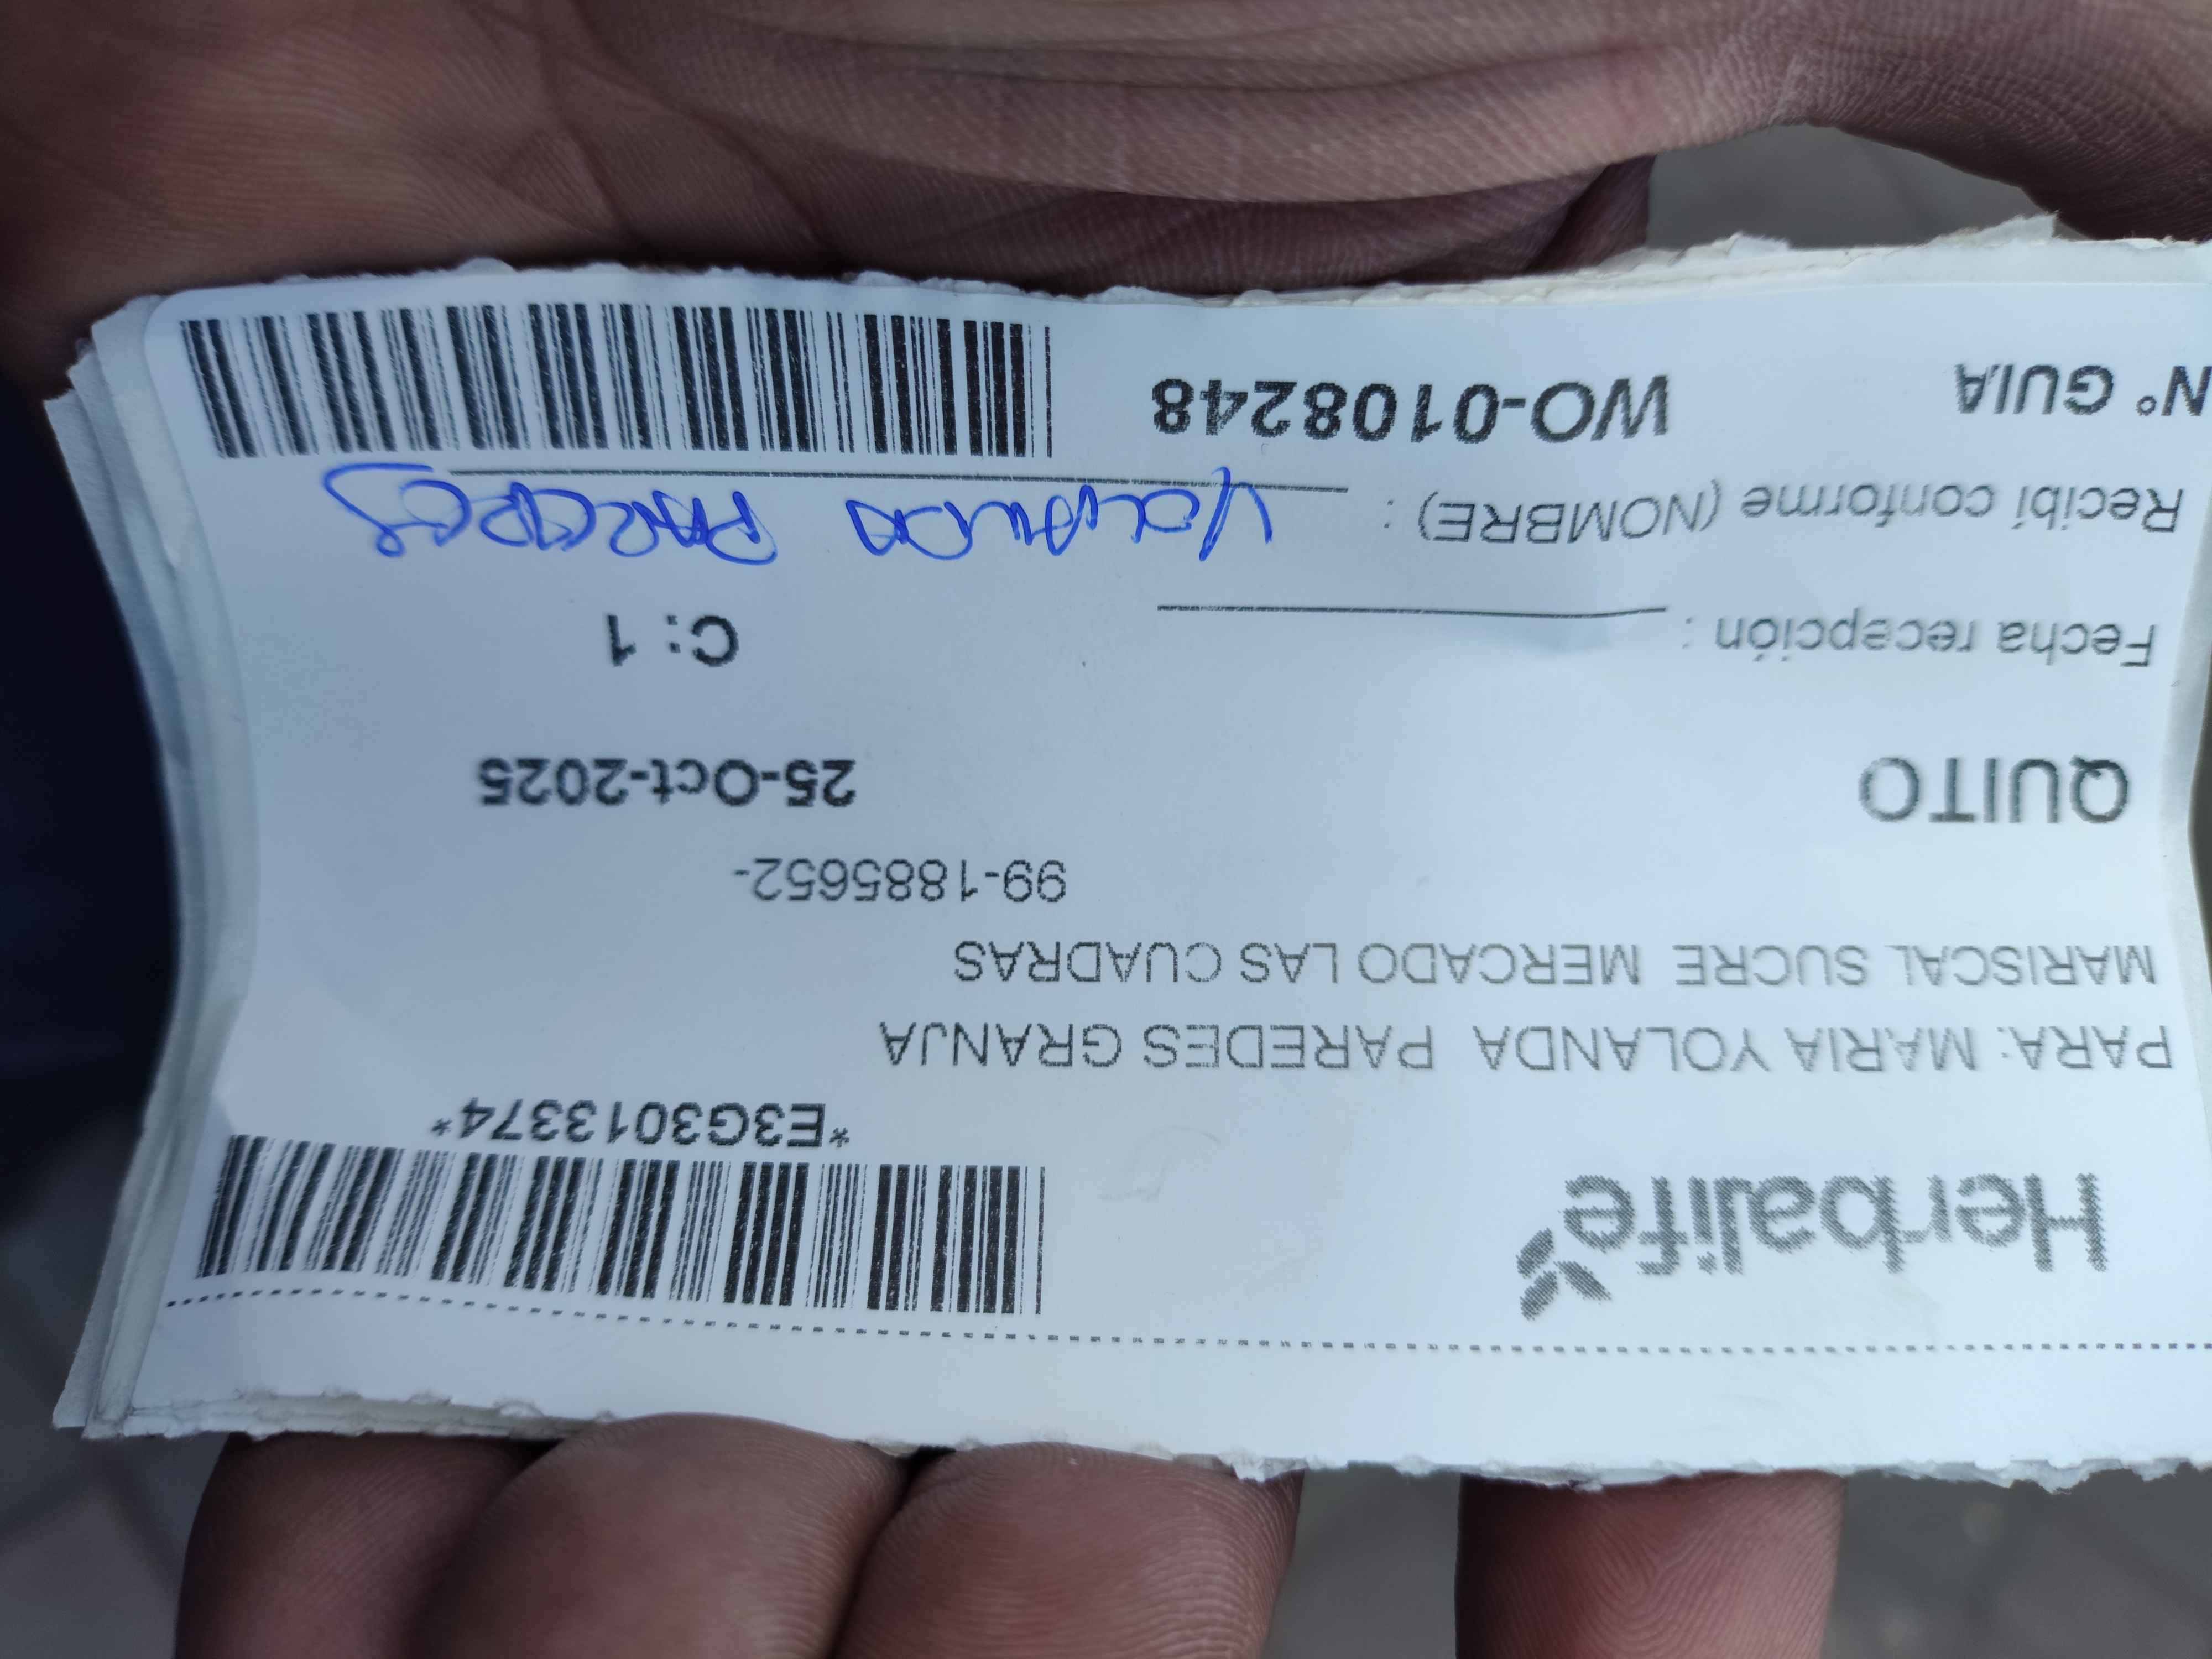 Herbalife
*E3G3013374*
PARA: MARIA YOLANDA PAREDES GRANJA
MARISCAL SUCRE MERCADO LAS CUADRAS
99-1885652-
QUITO 25-Oct-2025
Fecha recepción : C: 1
Recibí conforme (NOMBRE) : YOLANDA PAREDES
N° GUIA WO-0108248